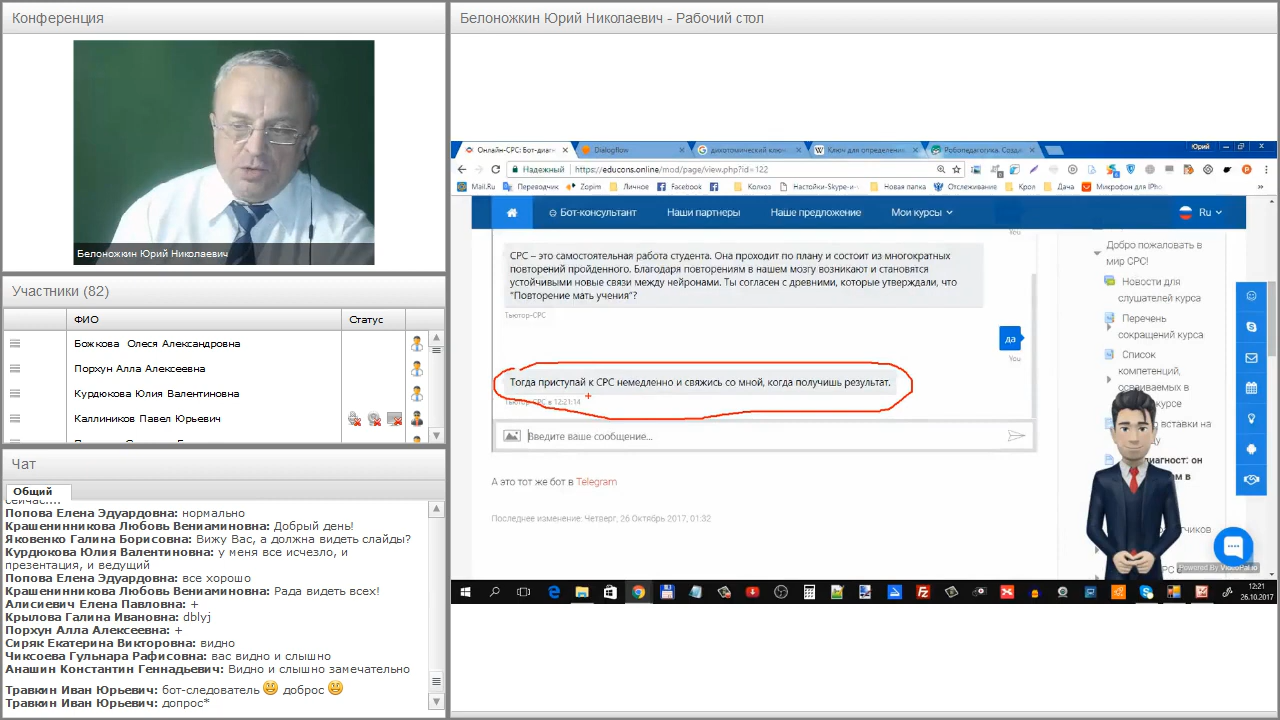 Конференция
Белоножкин Юрий Николаевич
Участники (82)
ФИО
Статус
Божкова Олеся Александровна
Порхун Алла Алексеевна
Курдюкова Юлия Валентиновна
Каллиников Павел Юрьевич
Чат
Общий
Попова Елена Эдуардовна: нормально
Крашенинникова Любовь Вениаминовна: Добрый день!
Яковенко Галина Борисовна: Вижу Вас, а должна видеть слайды?
Курдюкова Юлия Валентиновна: у меня все исчезло, и
презентация, и ведущий
Попова Елена Эдуардовна: все хорошо
Крашенинникова Любовь Вениаминовна: Рада видеть всех!
Алисиевич Елена Павловна: +
Крылова Галина Ивановна: dblyj
Порхун Алла Алексеевна: +
Сиряк Екатерина Викторовна: видно
Чиксоева Гульнара Рафисовна: вас видно и слышно
Анашин Константин Геннадьевич: Видно и слышно замечательно
Травкин Иван Юрьевич: бот-следователь доброс
Травкин Иван Юрьевич: допрос*
Белоножкин Юрий Николаевич - Рабочий стол
Онлайн-СРС: Бот-диагн
Dialogflow
дихотомический ключ
Ключ для определения
Робопедагогика. Созда
Юрий
Надежный
https://educons.online/mod/page/view.php?id=122
Mail.Ru
Переводчик
Zopim
Личное
Facebook
Колхоз
Настойки-Skype-и-
Новая папка
Отслеживание
Крол
Дача
Микрофон для iPho
Бот-консультант
Наши партнеры
Наше предложение
Мои курсы
Ru
You
СРС – это самостоятельная работа студента. Она проходит по плану и состоит из многократных
повторений пройденного. Благодаря повторениям в нашем мозгу возникают и становятся
устойчивыми новые связи между нейронами. Ты согласен с древними, которые утверждали, что
"Повторение мать учения"?
Тьютор-СРС
да
You
Тогда приступай к СРС немедленно и свяжись со мной, когда получишь результат.
Тьютор-СРС в 12:21:14
Введите ваше сообщение...
А это тот же бот в Telegram
Последнее изменение: Четверг, 26 Октябрь 2017, 01:32
Добро пожаловать в
мир СРС!
Новости для
слушателей курса
Перечень
сокращений курса
Список
компетенций,
осваиваемых в
Powered By VideoPal.io
12:21
26.10.2017